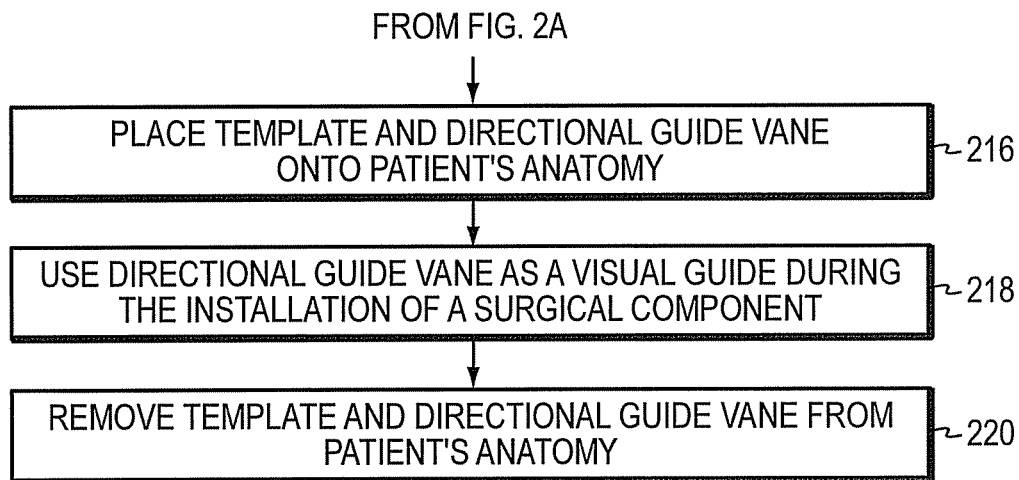 FROM FIG. 2A
PLACE TEMPLATE AND DIRECTIONAL GUIDE VANE
ONTO PATIENT'S ANATOMY
216
USE DIRECTIONAL GUIDE VANE AS A VISUAL GUIDE DURING
THE INSTALLATION OF A SURGICAL COMPONENT
218
REMOVE TEMPLATE AND DIRECTIONAL GUIDE VANE FROM
PATIENT'S ANATOMY
220